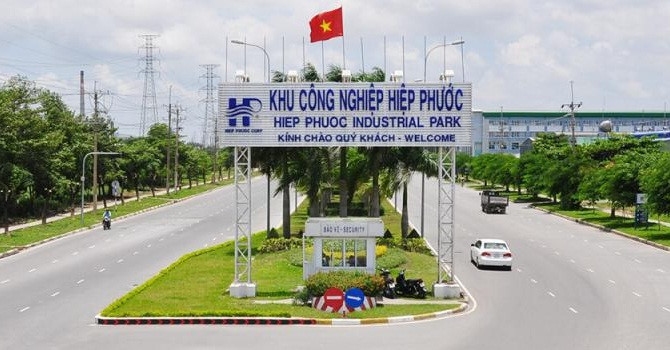 KHU CÔNG NGHIỆP HIỆP PHƯỚC
HIEP PHUOC INDUSTRIAL PARK
KÍNH CHÀO QUÝ KHÁCH - WELCOME
HIEP PHUOC CORP
BẢO VỆ - SECURITY